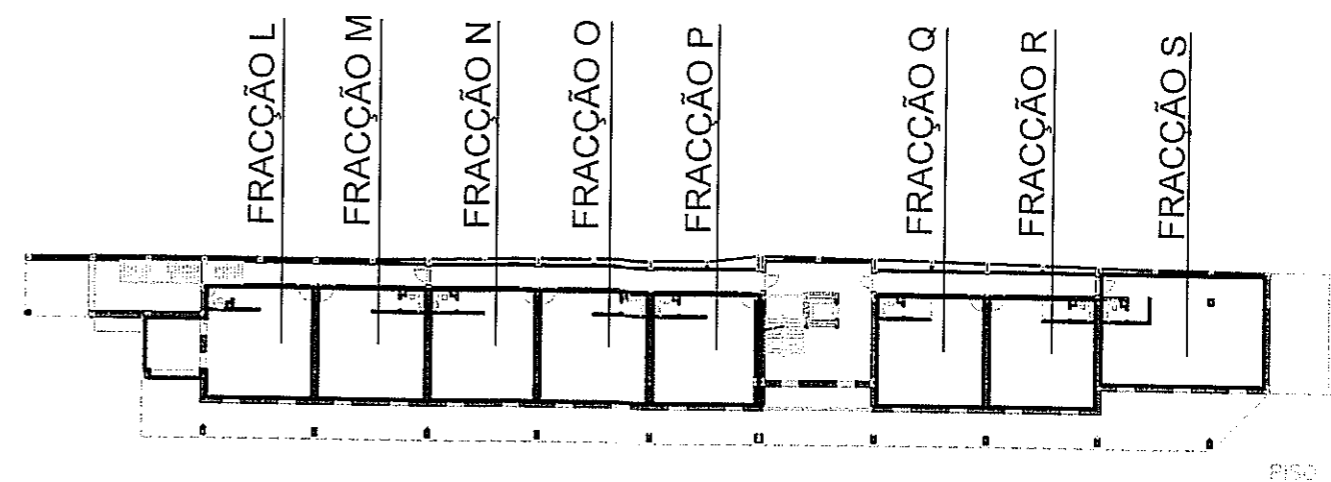 FRACÇÃO L
FRACÇÃO M
FRACÇÃO N
FRACÇÃO O
FRACÇÃO P
FRACÇÃO Q
FRACÇÃO R
FRACÇÃO S
PISO